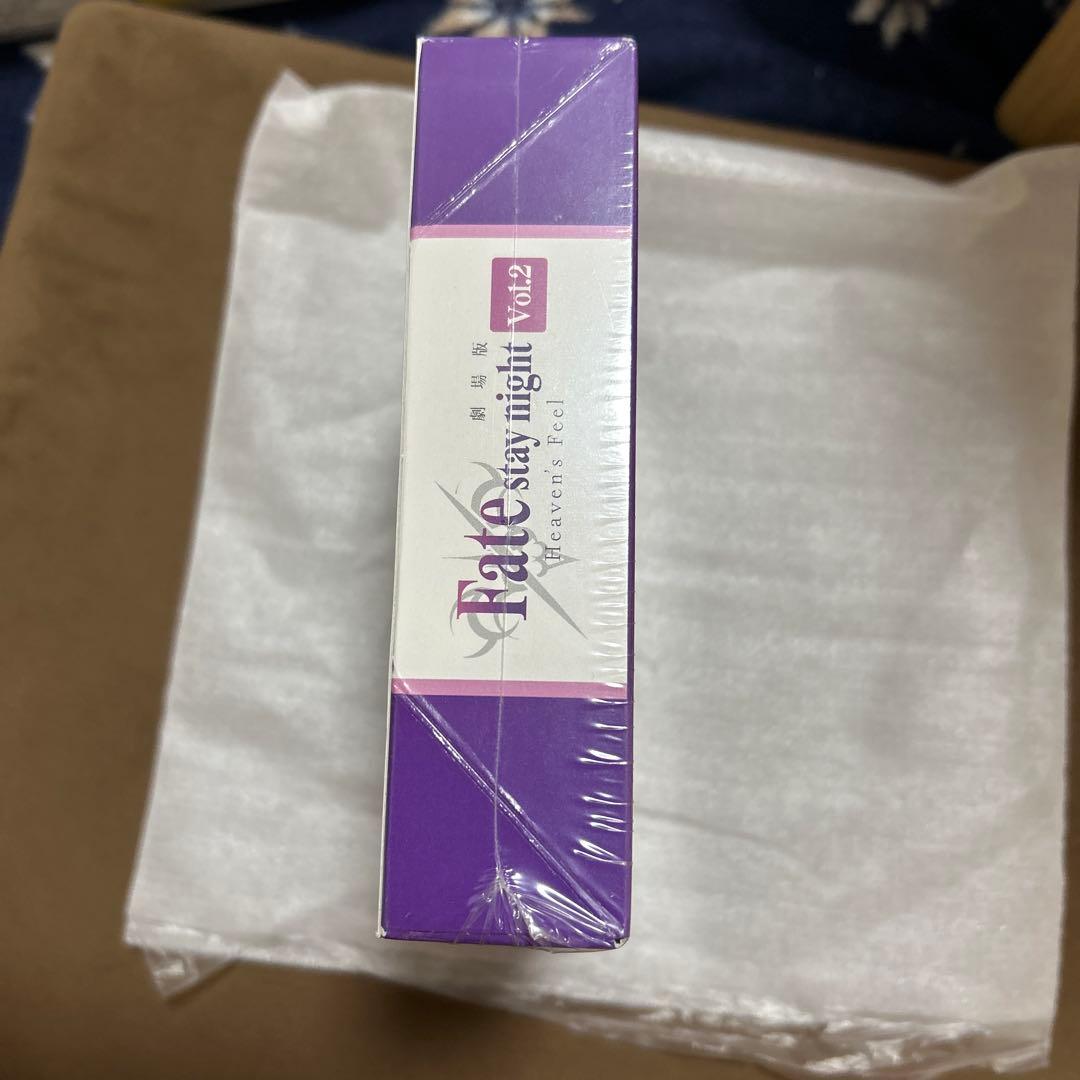 劇場版
Fate stay night Vol.2
Heaven's Feel